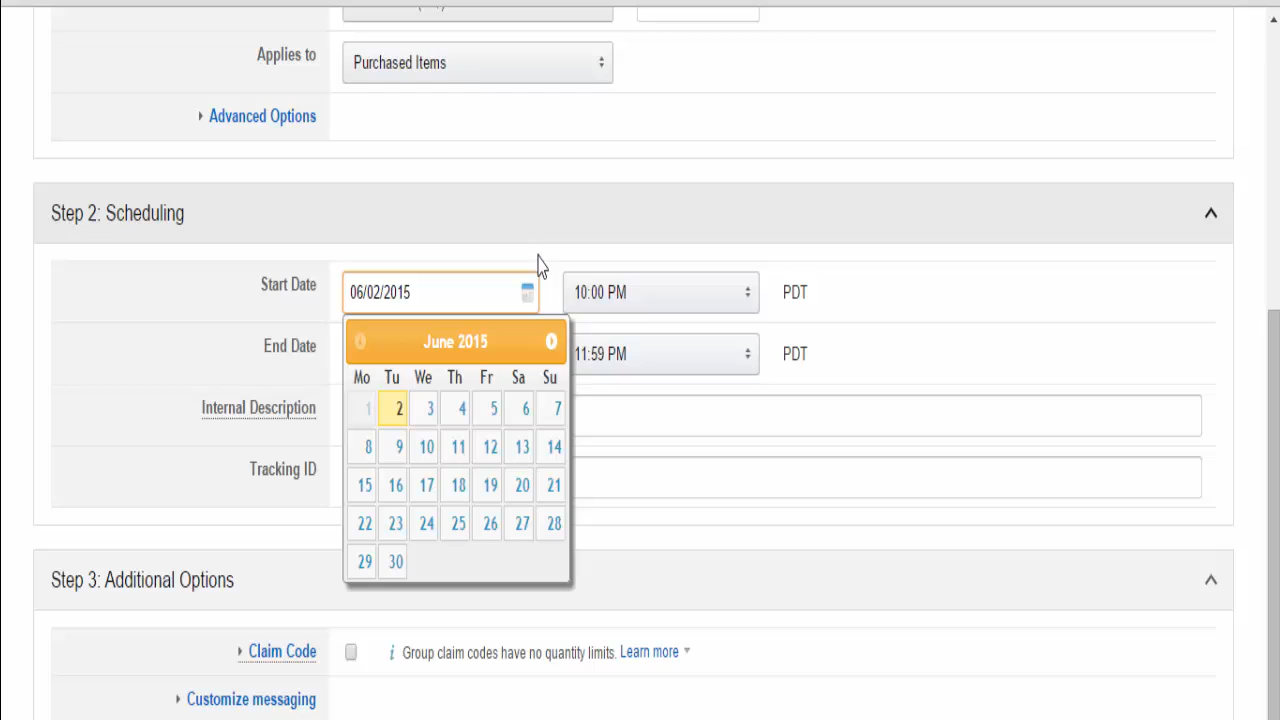 Applies to
Purchased Items
Advanced Options
Step 2: Scheduling
Start Date
06/02/2015
10:00 PM
PDT
June 2015
End Date
11:59 PM
PDT
Mo Tu We Th Fr Sa Su
1 2 3 4 5 6 7
8 9 10 11 12 13 14
15 16 17 18 19 20 21
22 23 24 25 26 27 28
29 30
Internal Description
Tracking ID
Step 3: Additional Options
Claim Code
i Group claim codes have no quantity limits. Learn more
Customize messaging